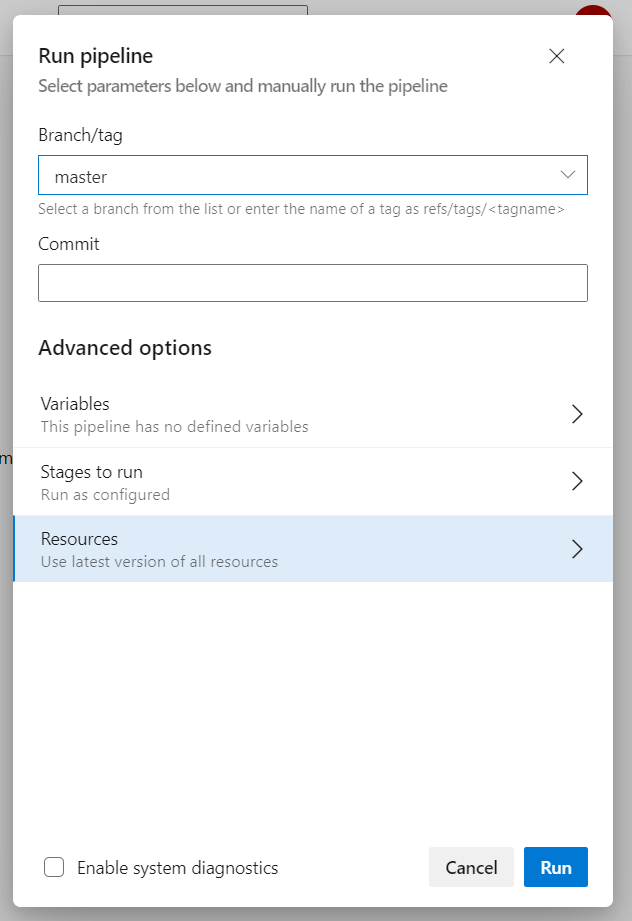 Run pipeline
Select parameters below and manually run the pipeline
Branch/tag
master
Select a branch from the list or enter the name of a tag as refs/tags/<tagname>
Commit
Advanced options
Variables
This pipeline has no defined variables
Stages to run
Run as configured
m
Resources
Use latest version of all resources
Enable system diagnostics
Cancel
Run